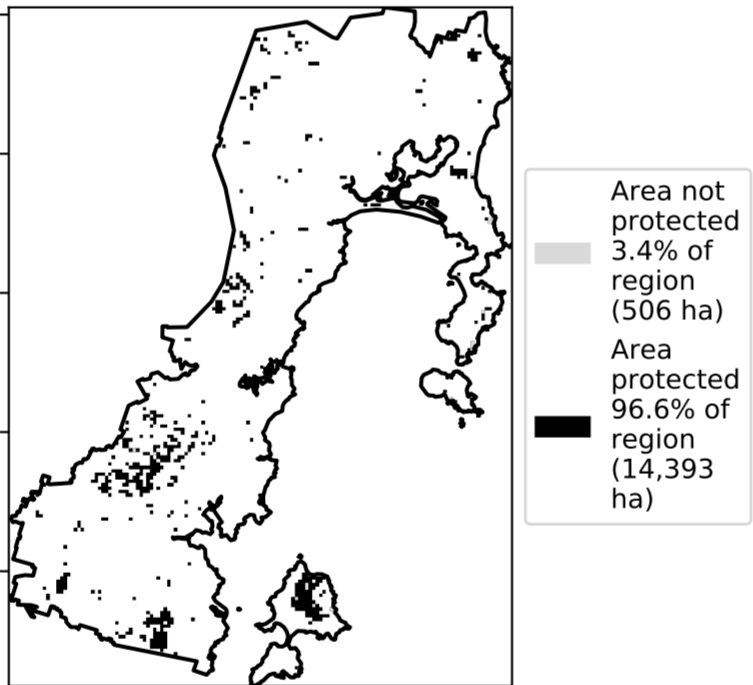 Area not
protected
3.4% of
region
(506 ha)
Area
protected
96.6% of
region
(14,393
ha)